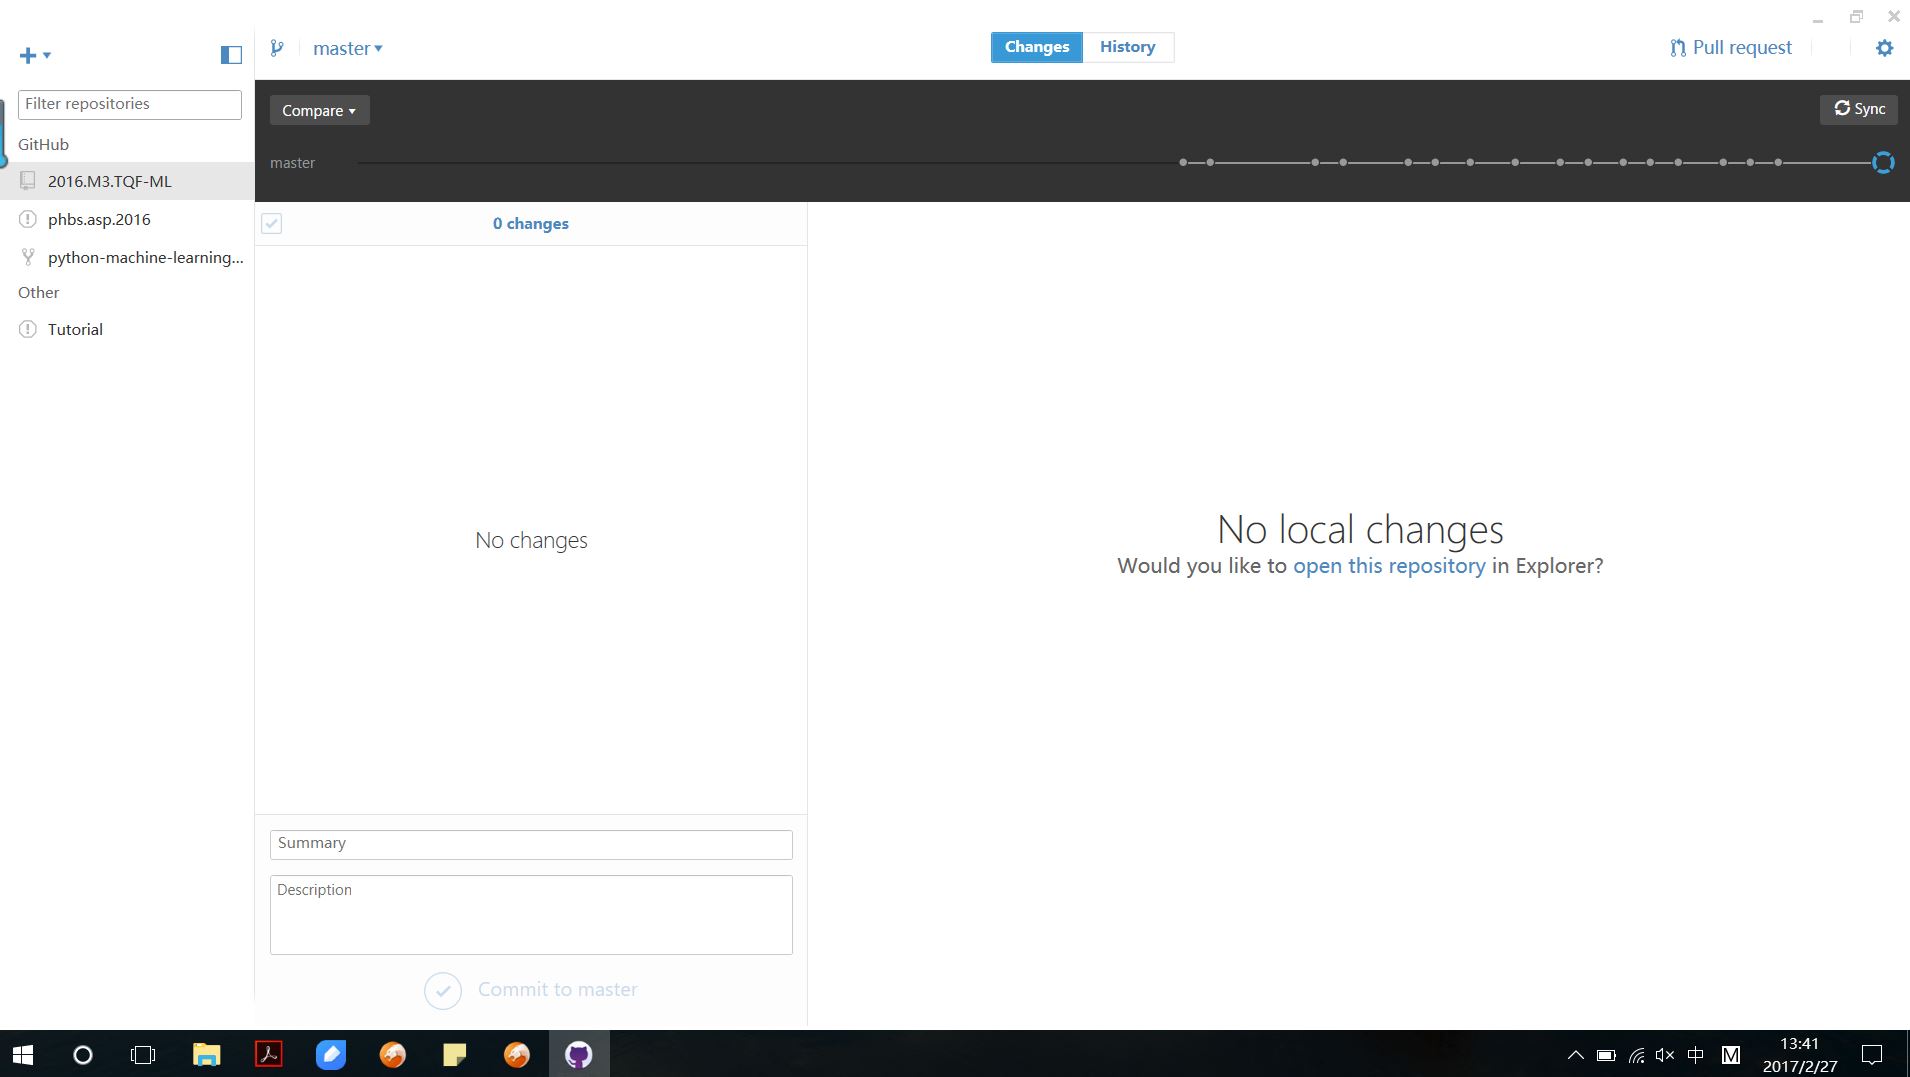 master
Changes
History
Pull request
Filter repositories
GitHub
2016.M3.TQF-ML
phbs.asp.2016
python-machine-learning...
Other
Tutorial
Compare
Sync
master
0 changes
No changes
No local changes
Would you like to open this repository in Explorer?
Summary
Description
Commit to master
中
M
13:41
2017/2/27